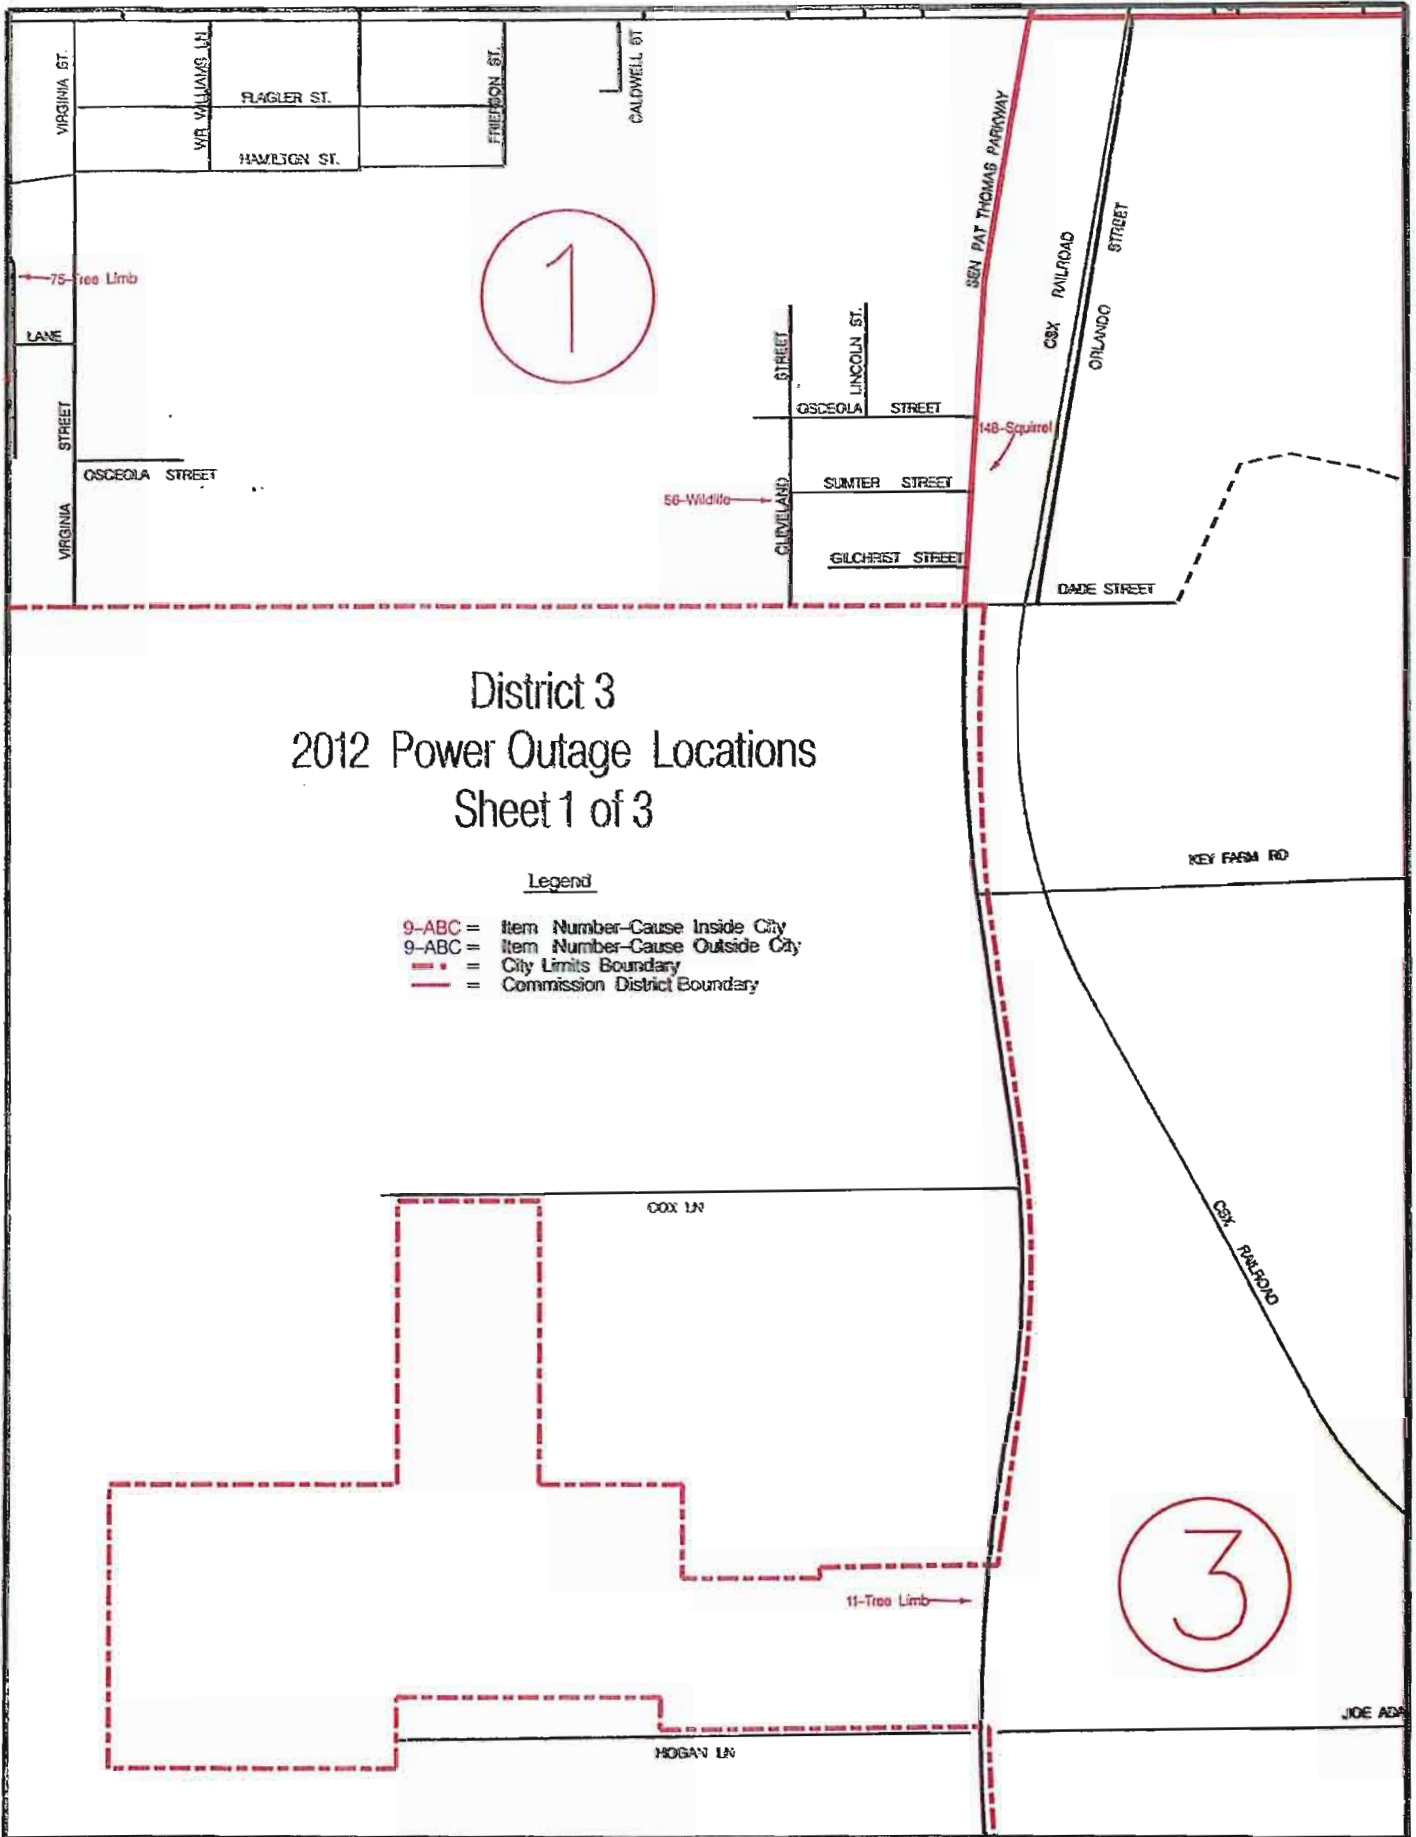 VIRGINIA ST.
WR WILLIAMS LN
FLAGLER ST.
HAMILTON ST.
FRIERSON ST.
CALDWELL ST
SEN PAT THOMAS PARKWAY
CSX RAILROAD
ORLANDO STREET
1
75-Tree Limb
LANE
VIRGINIA STREET
OSCEOLA STREET
CLEVELAND STREET
LINCOLN ST.
OSCEOLA STREET
148-Squirrel
56-Wildlife
SUMTER STREET
GILCHRIST STREET
DADE STREET
District 3
2012 Power Outage Locations
Sheet 1 of 3
Legend
9-ABC = Item Number-Cause Inside City
9-ABC = Item Number-Cause Outside City
= City Limits Boundary
= Commission District Boundary
KEY FARM RD
COX LN
CSX RAILROAD
3
11-Tree Limb
JOE ADA
HOGAN LN